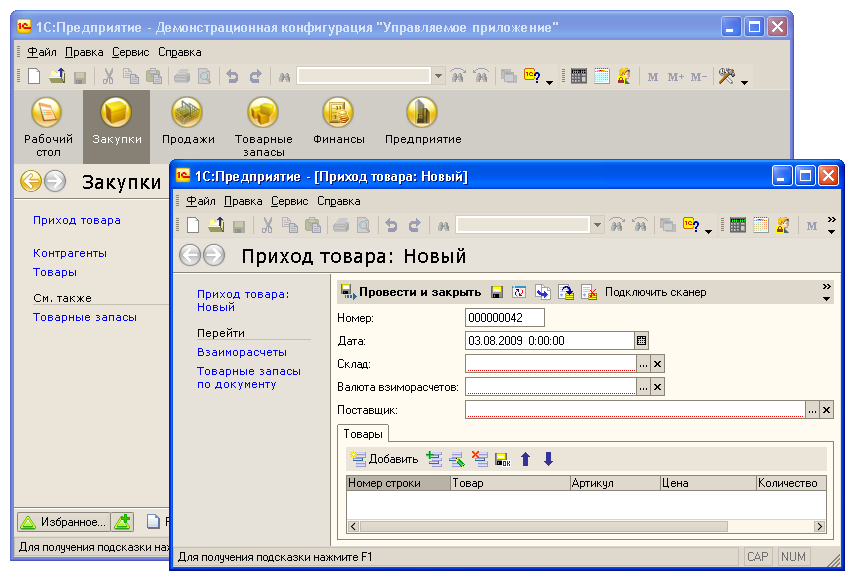 1С:Предприятие - Демонстрационная конфигурация "Управляемое приложение"
Файл Правка Сервис Справка
M M+ M-
Рабочий стол
Закупки
Продажи
Товарные запасы
Финансы
Предприятие
Закупки
Приход товара
Контрагенты
Товары
См. также
Товарные запасы
Избранное...
Для получения подсказки наж
1С:Предприятие - [Приход товара: Новый]
Файл Правка Сервис Справка
M
Приход товара: Новый
Приход товара:
Новый
Перейти
Взаиморасчеты
Товарные запасы
по документу
Провести и закрыть Подключить сканер
Номер: 000000042
Дата: 03.08.2009 0:00:00
Склад: ...
Валюта взиморасчетов: ...
Поставщик: ...
Товары
Добавить
Номер строки Товар Артикул Цена Количество
Для получения подсказки нажмите F1 CAP NUM